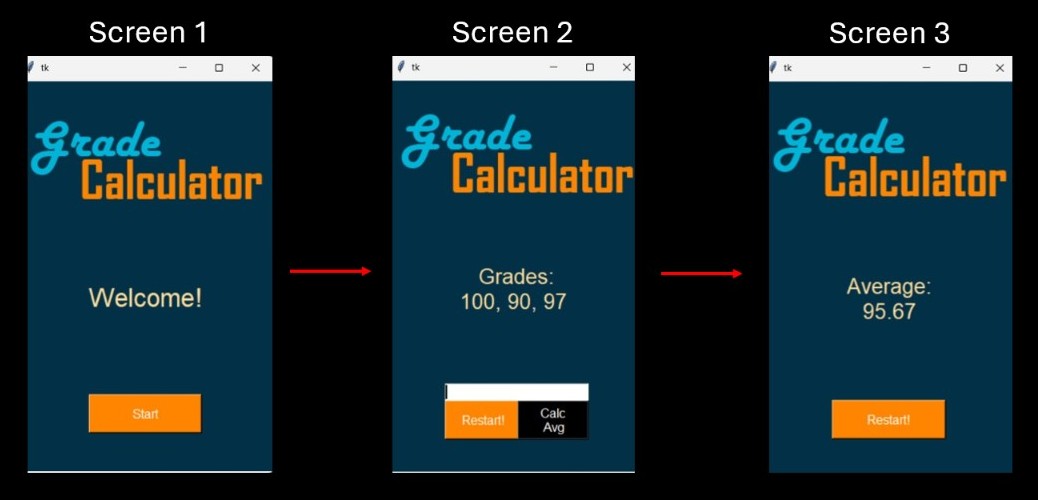 Screen 1
tk
Grade
Calculator
Welcome!
Start
Screen 2
tk
Grade
Calculator
Grades:
100, 90, 97
Restart!
Calc
Avg
Screen 3
tk
Grade
Calculator
Average:
95.67
Restart!